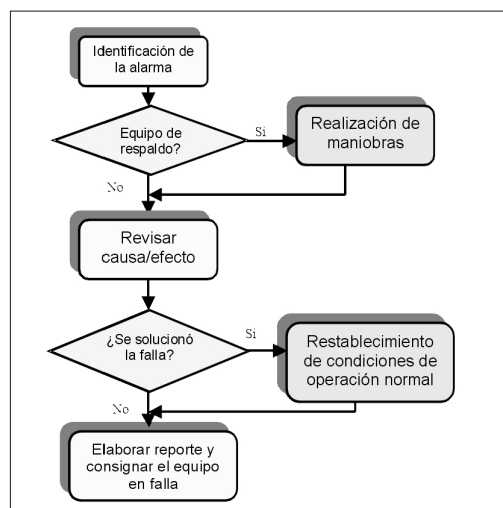 Identificación de
la alarma
Equipo de
respaldo?
Si
Realización de
maniobras
No
Revisar
causa/efecto
¿Se solucionó
la falla?
Si
Restablecimiento
de condiciones de
operación normal
No
Elaborar reporte y
consignar el equipo
en falla